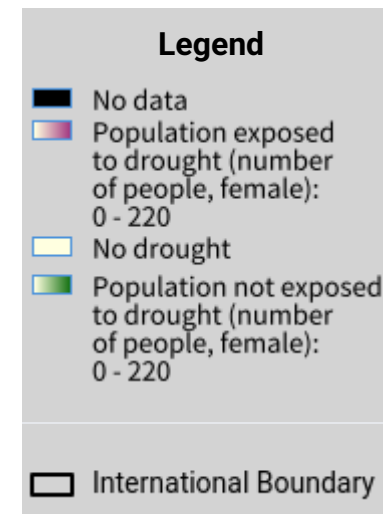 Legend
No data
Population exposed
to drought (number
of people, female):
0 - 220
No drought
Population not exposed
to drought (number
of people, female):
0 - 220
International Boundary